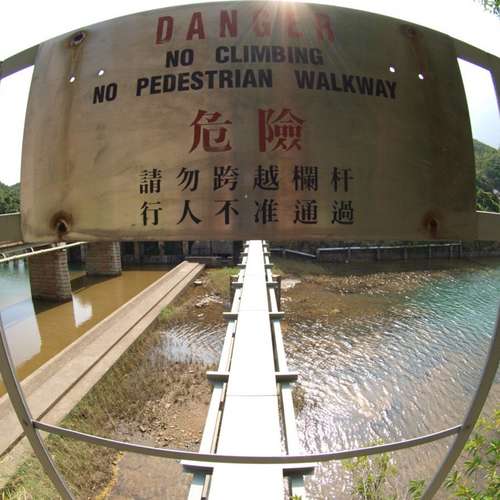 DANGER
NO CLIMBING
NO PEDESTRIAN WALKWAY
危險
請勿跨越欄杆
行人不准通過